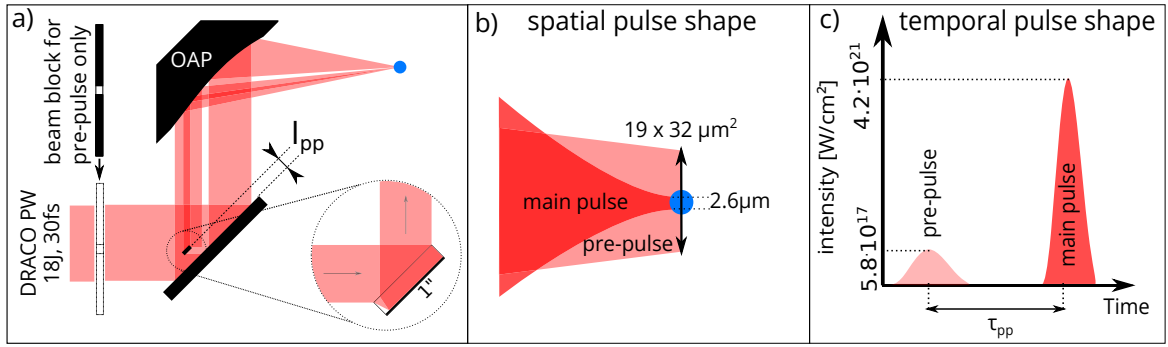 a)
beam block for
pre-pulse only
OAP
lpp
DRACO PW
18J, 30fs
1"
b)
spatial pulse shape
19 x 32 µm²
main pulse
2.6µm
pre-pulse
c)
temporal pulse shape
intensity [W/cm²]
4.2·10²¹
5.8·10¹⁷
pre-pulse
main pulse
Time
τpp